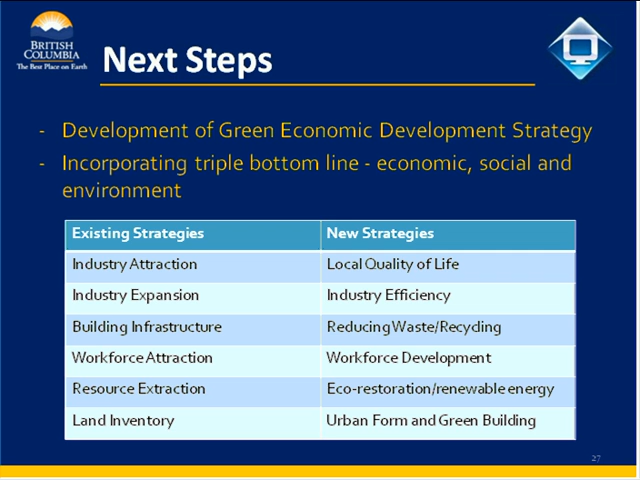 BRITISH
COLUMBIA
The Best Place on Earth
Next Steps
- Development of Green Economic Development Strategy
- Incorporating triple bottom line - economic, social and
environment
Existing Strategies New Strategies
Industry Attraction Local Quality of Life
Industry Expansion Industry Efficiency
Building Infrastructure Reducing Waste/Recycling
Workforce Attraction Workforce Development
Resource Extraction Eco-restoration/renewable energy
Land Inventory Urban Form and Green Building
27